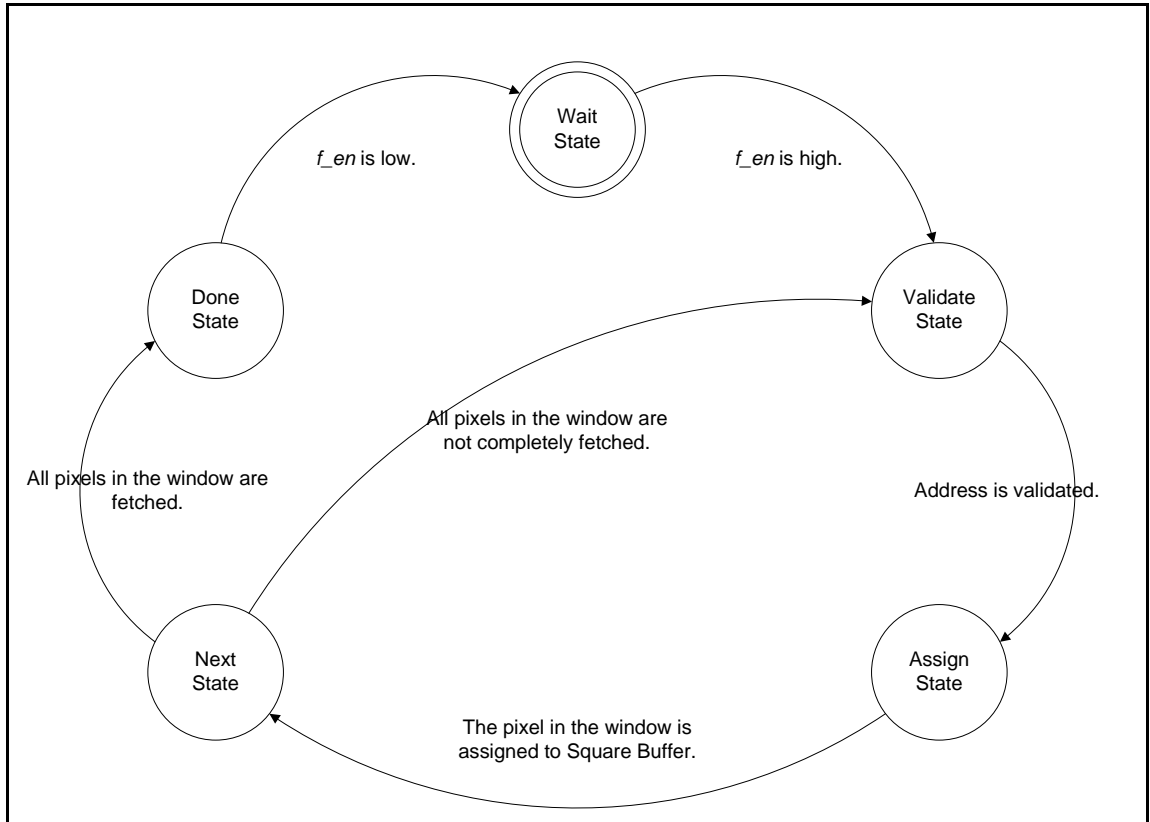 Wait
State
f_en is low.
f_en is high.
Done
State
Validate
State
All pixels in the window are
not completely fetched.
All pixels in the window are
fetched.
Address is validated.
Next
State
Assign
State
The pixel in the window is
assigned to Square Buffer.